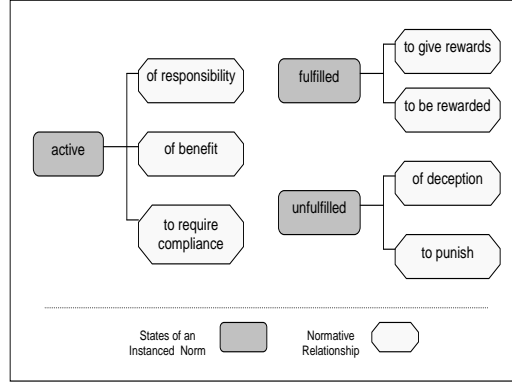 active
of responsibility
of benefit
to require
compliance
fulfilled
to give rewards
to be rewarded
unfulfilled
of deception
to punish
States of an
Instanced Norm
Normative
Relationship